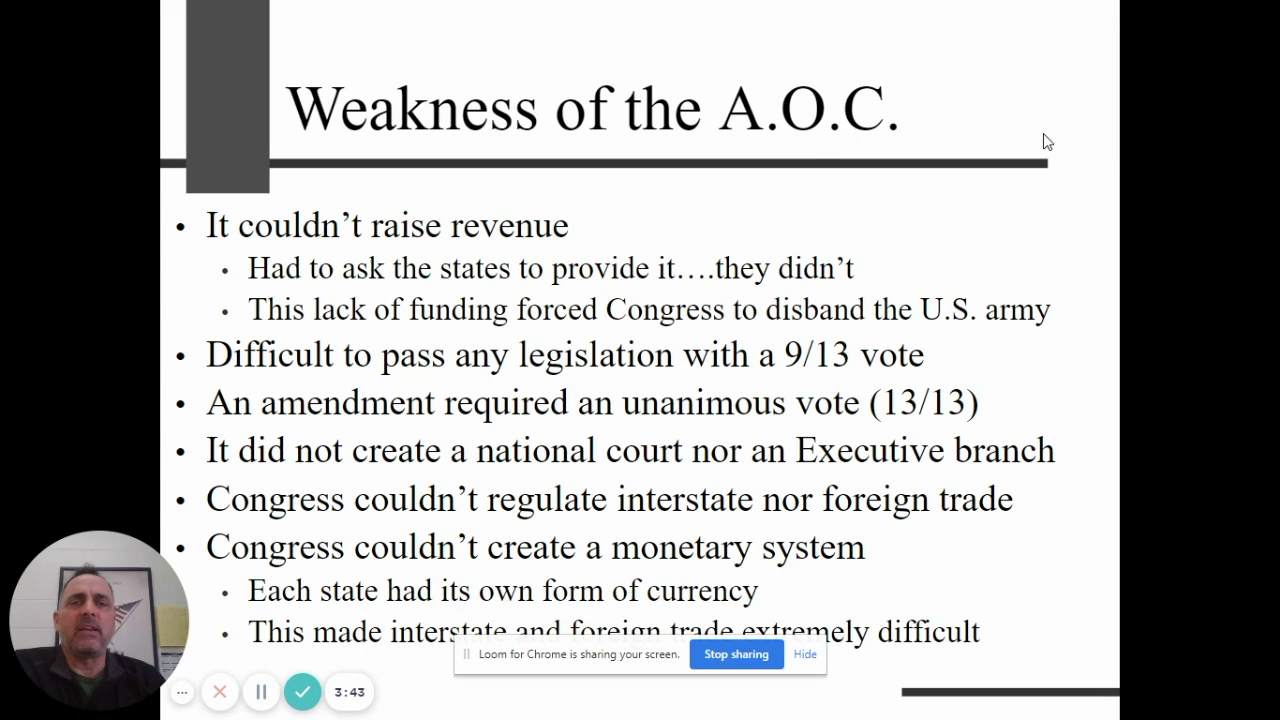 Weakness of the A.O.C.
• It couldn’t raise revenue
• Had to ask the states to provide it….they didn’t
• This lack of funding forced Congress to disband the U.S. army
• Difficult to pass any legislation with a 9/13 vote
• An amendment required an unanimous vote (13/13)
• It did not create a national court nor an Executive branch
• Congress couldn’t regulate interstate nor foreign trade
• Congress couldn’t create a monetary system
• Each state had its own form of currency
• This made interstate and foreign trade extremely difficult
Loom for Chrome is sharing your screen. Stop sharing Hide
3:43